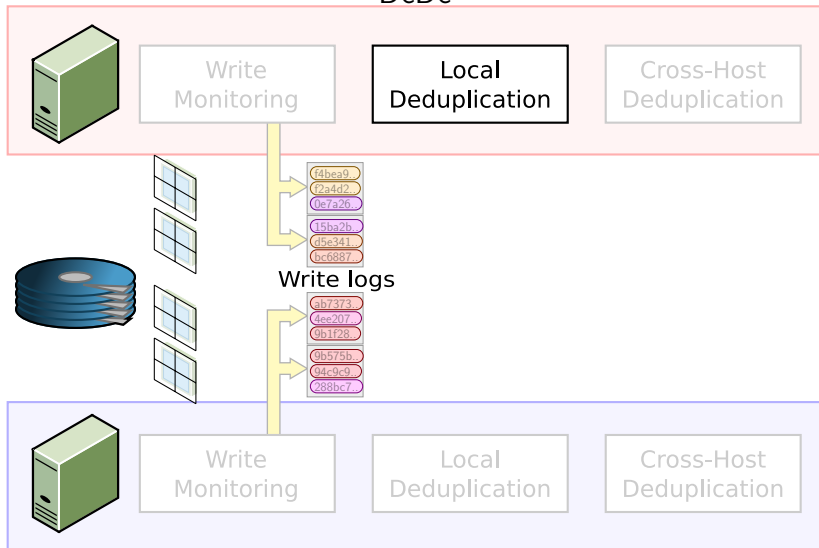 DeDe
Write
Monitoring
Local
Deduplication
Cross-Host
Deduplication
f4bea9..
f2a4d2..
0e7a26..
15ba2b..
d5e341..
bc6887..
Write logs
ab7373..
4ee207..
9b1f28..
9b575b..
94c9c9..
288bc7..
Write
Monitoring
Local
Deduplication
Cross-Host
Deduplication